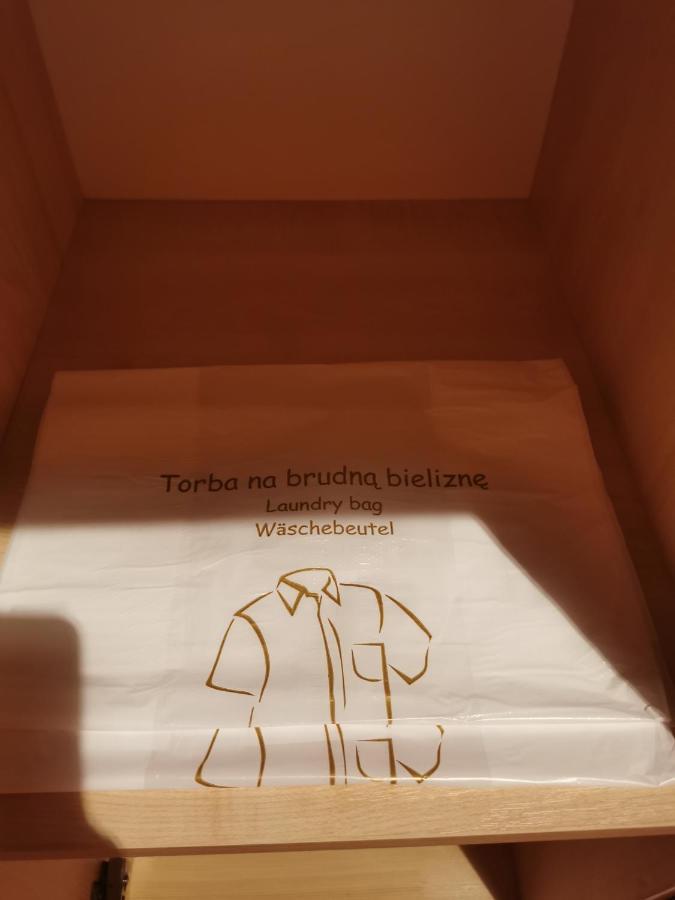 Torba na brudną bieliznę
Laundry bag
Wäschebeutel